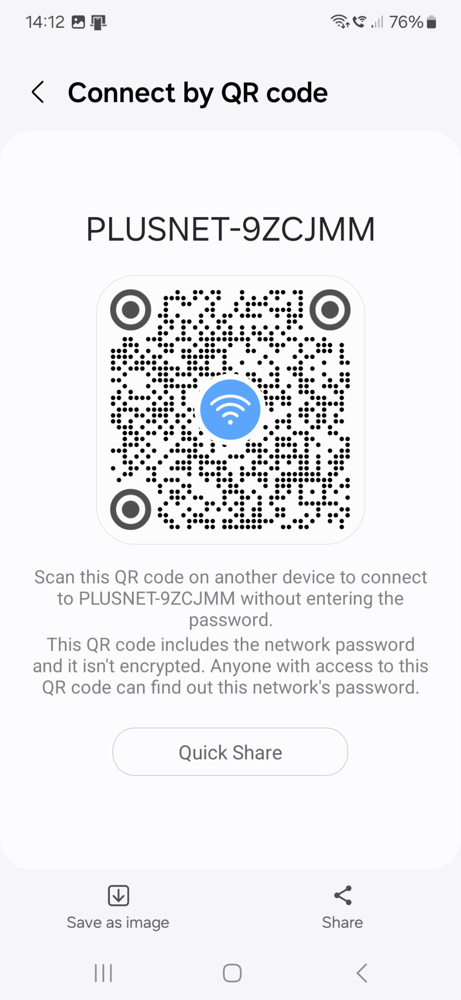 14:12
76%
Connect by QR code
PLUSNET-9ZCJMM
Scan this QR code on another device to connect
to PLUSNET-9ZCJMM without entering the
password.
This QR code includes the network password
and it isn't encrypted. Anyone with access to this
QR code can find out this network's password.
Quick Share
Save as image
Share